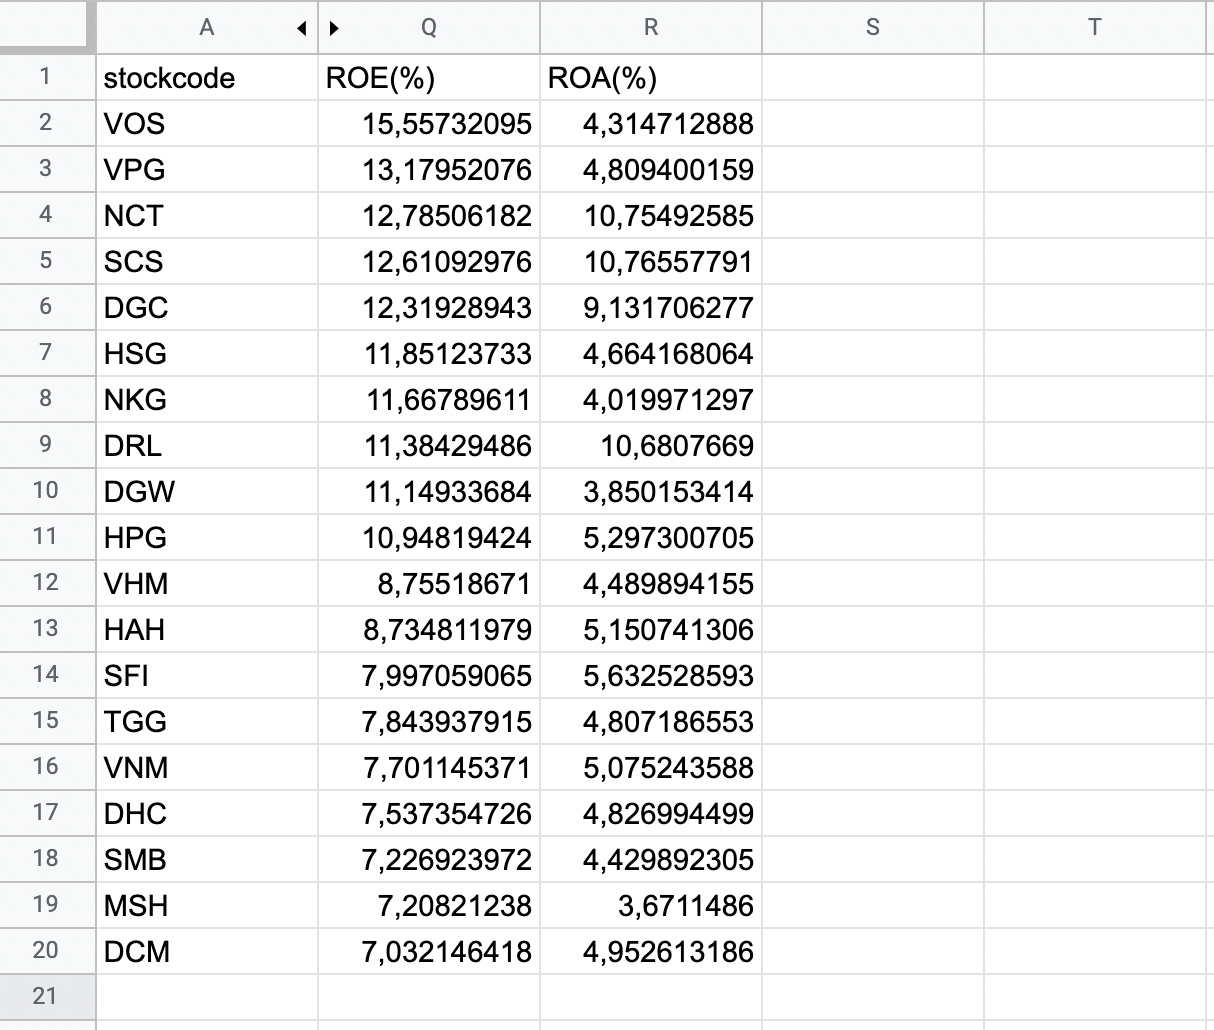 A Q R S T
1 stockcode ROE(%) ROA(%)
2 VOS 15,55732095 4,314712888
3 VPG 13,17952076 4,809400159
4 NCT 12,78506182 10,75492585
5 SCS 12,61092976 10,76557791
6 DGC 12,31928943 9,131706277
7 HSG 11,85123733 4,664168064
8 NKG 11,66789611 4,019971297
9 DRL 11,38429486 10,6807669
10 DGW 11,14933684 3,850153414
11 HPG 10,94819424 5,297300705
12 VHM 8,75518671 4,489894155
13 HAH 8,734811979 5,150741306
14 SFI 7,997059065 5,632528593
15 TGG 7,843937915 4,807186553
16 VNM 7,701145371 5,075243588
17 DHC 7,537354726 4,826994499
18 SMB 7,226923972 4,429892305
19 MSH 7,20821238 3,6711486
20 DCM 7,032146418 4,952613186
21